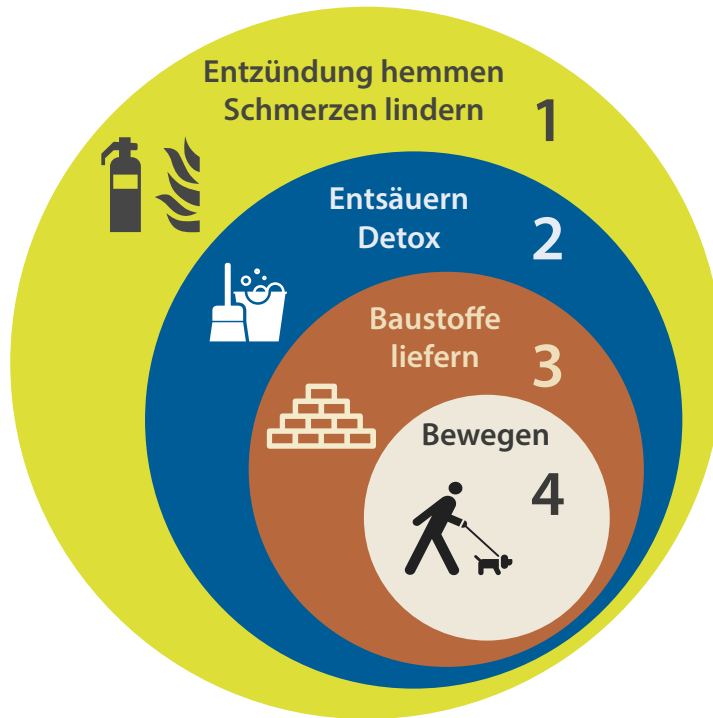 Entzündung hemmen
Schmerzen lindern
1
Entsäuern
Detox
2
Baustoffe
liefern
3
Bewegen
4